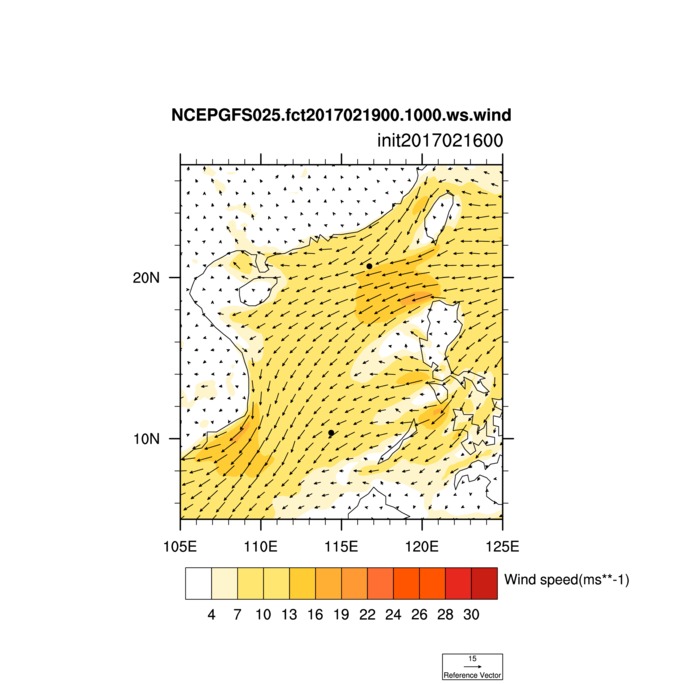 NCEPGFS025.fct2017021900.1000.ws.wind
init2017021600
20N
10N
105E 110E 115E 120E 125E
4 7 10 13 16 19 22 24 26 28 30
Wind speed(ms**-1)
15
Reference Vector